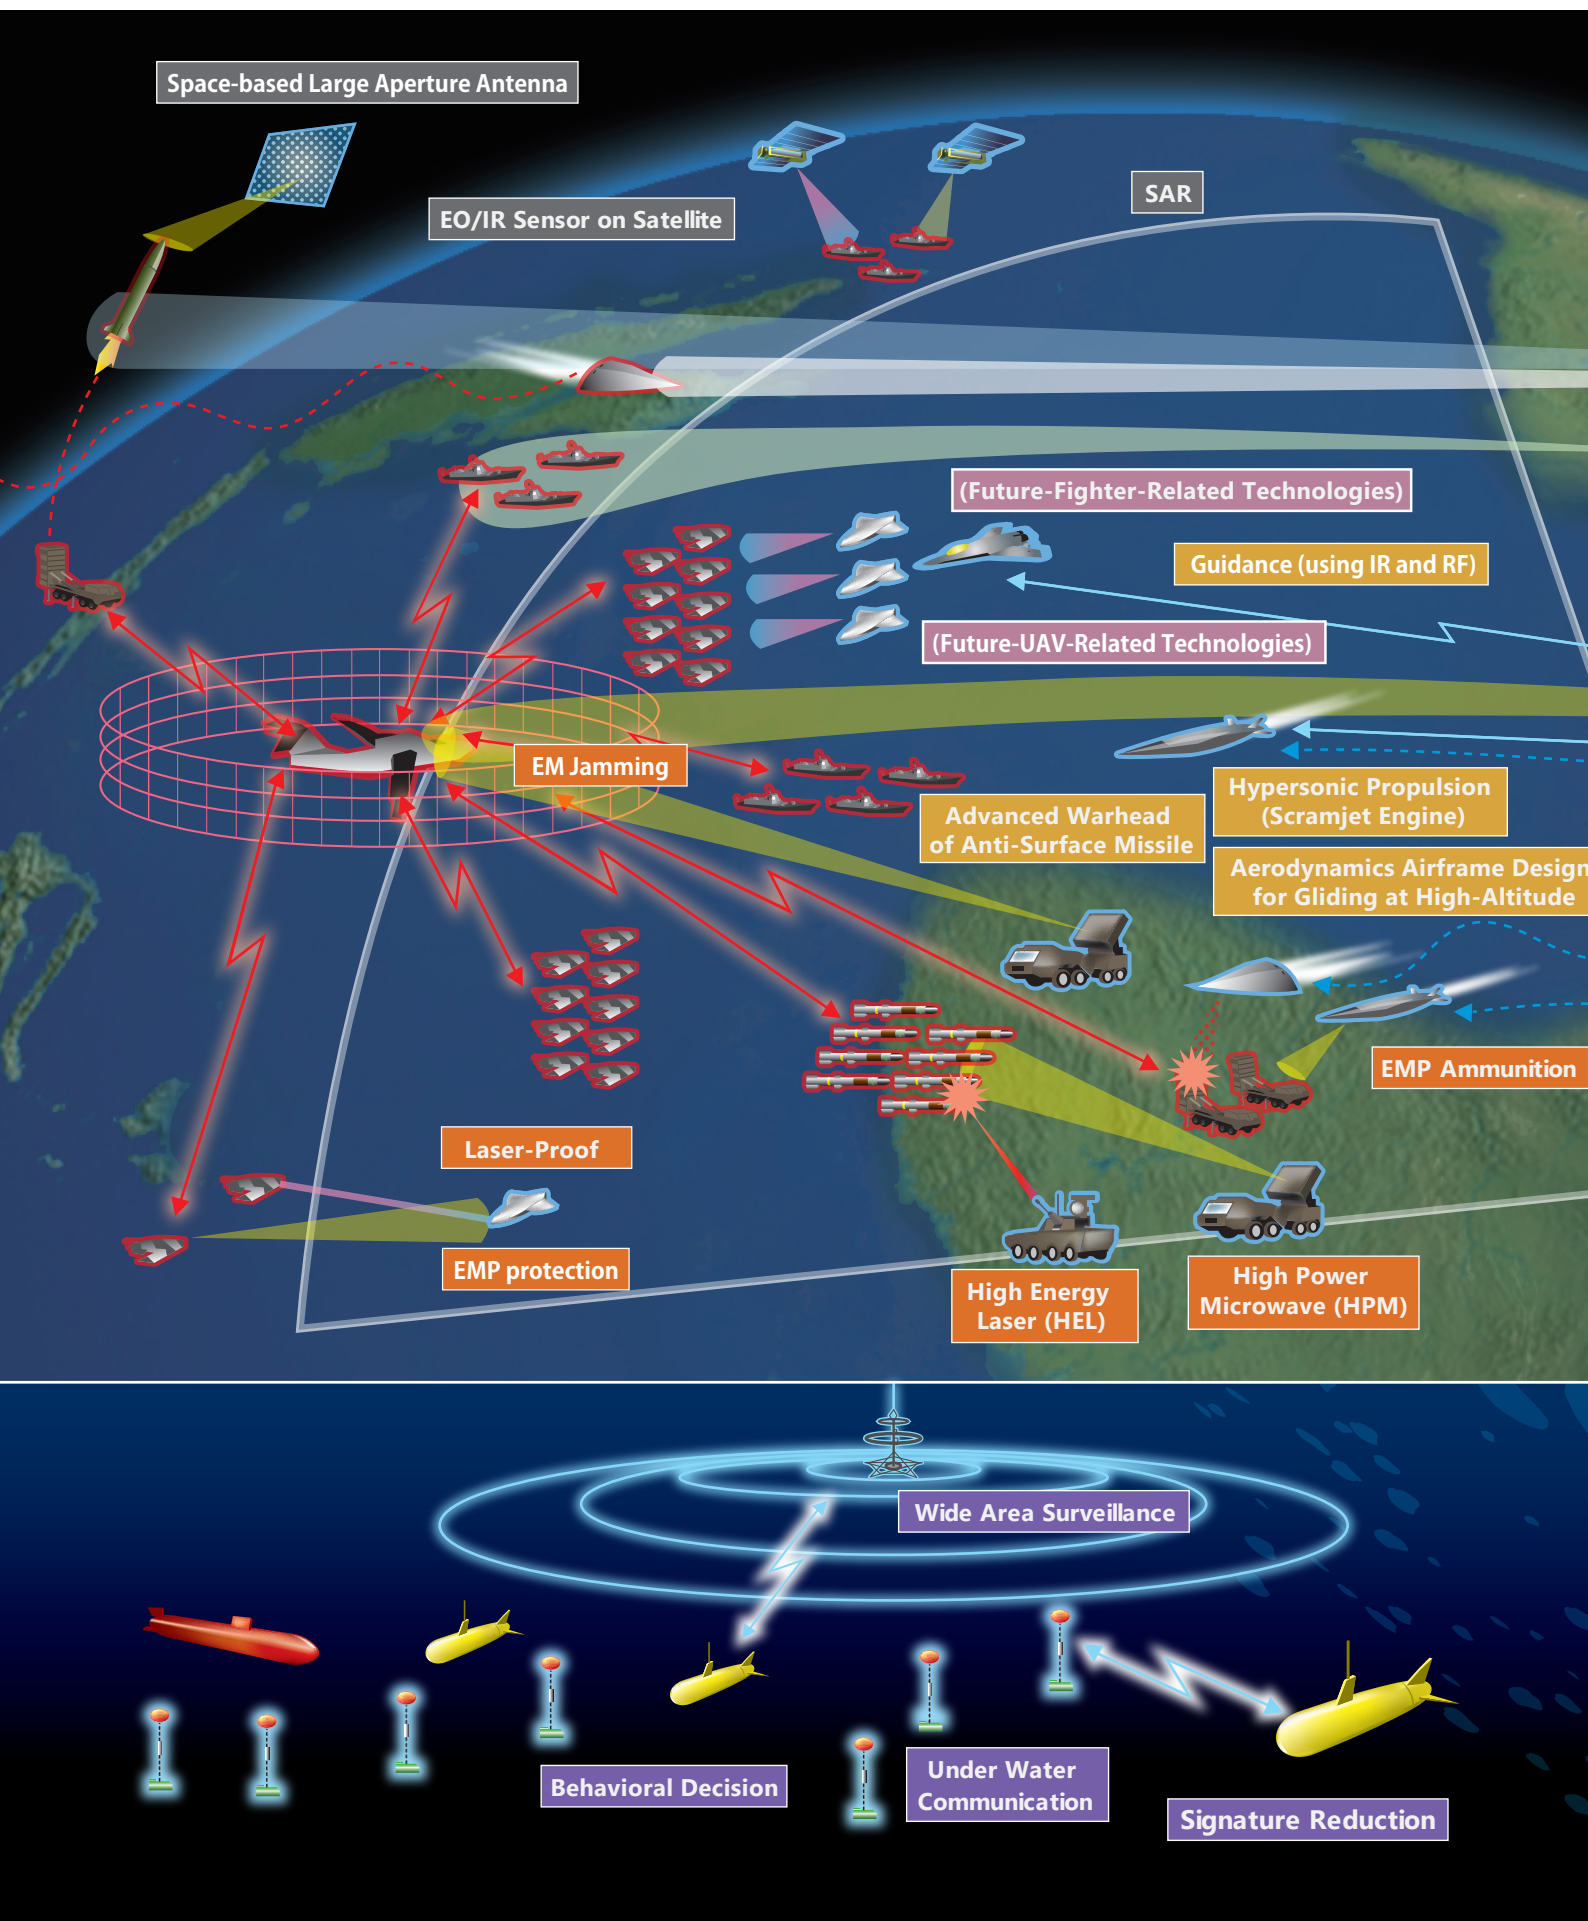 Space-based Large Aperture Antenna
EO/IR Sensor on Satellite
SAR
(Future-Fighter-Related Technologies)
Guidance (using IR and RF)
(Future-UAV-Related Technologies)
EM Jamming
Hypersonic Propulsion
(Scramjet Engine)
Advanced Warhead
of Anti-Surface Missile
Aerodynamics Airframe Design
for Gliding at High-Altitude
EMP Ammunition
Laser-Proof
EMP protection
High Energy
Laser (HEL)
High Power
Microwave (HPM)
Wide Area Surveillance
Behavioral Decision
Under Water
Communication
Signature Reduction